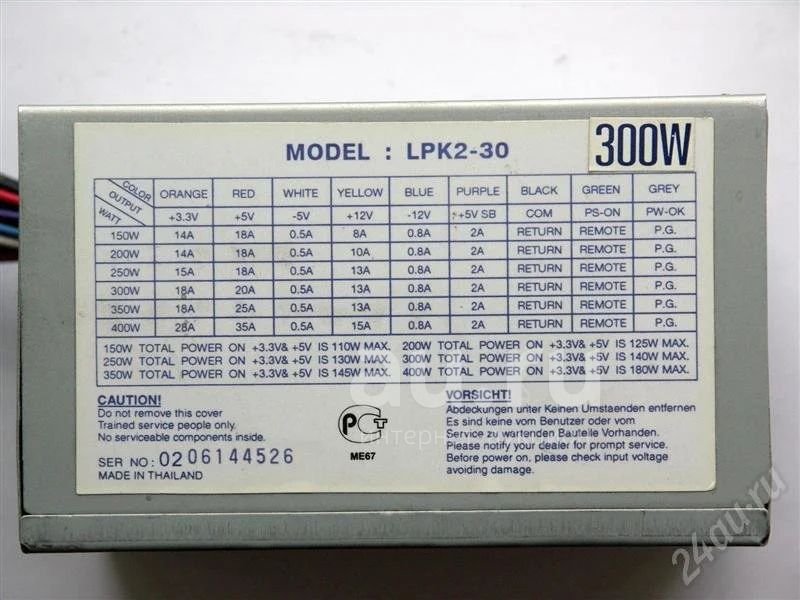 MODEL : LPK2-30
300W
COLOR OUTPUT WATT ORANGE RED WHITE YELLOW BLUE PURPLE BLACK GREEN GREY
+3.3V +5V -5V +12V -12V +5V SB COM PS-ON PW-OK
150W 14A 18A 0.5A 8A 0.8A 2A RETURN REMOTE P.G.
200W 14A 18A 0.5A 10A 0.8A 2A RETURN REMOTE P.G.
250W 15A 18A 0.5A 13A 0.8A 2A RETURN REMOTE P.G.
300W 18A 20A 0.5A 13A 0.8A 2A RETURN REMOTE P.G.
350W 18A 25A 0.5A 13A 0.8A 2A RETURN REMOTE P.G.
400W 28A 35A 0.5A 15A 0.8A 2A RETURN REMOTE P.G.
150W TOTAL POWER ON +3.3V& +5V IS 110W MAX. 200W TOTAL POWER ON +3.3V& +5V IS 125W MAX.
250W TOTAL POWER ON +3.3V& +5V IS 130W MAX. 300W TOTAL POWER ON +3.3V& +5V IS 140W MAX.
350W TOTAL POWER ON +3.3V& +5V IS 145W MAX. 400W TOTAL POWER ON +3.3V& +5V IS 180W MAX.
CAUTION!
Do not remove this cover
Trained service people only.
No serviceable components inside.
SER NO: 02 06144526
MADE IN THAILAND
РСТ
ME67
VORSICHT!
Abdeckungen unter Keinen Umstaenden entfernen
Es sind keine vom Benutzer oder vom
Service zu wartenden Bauteile Vorhanden.
Please notify your dealer for prompt service.
Before power on, please check input voltage
avoiding damage.
24au.ru